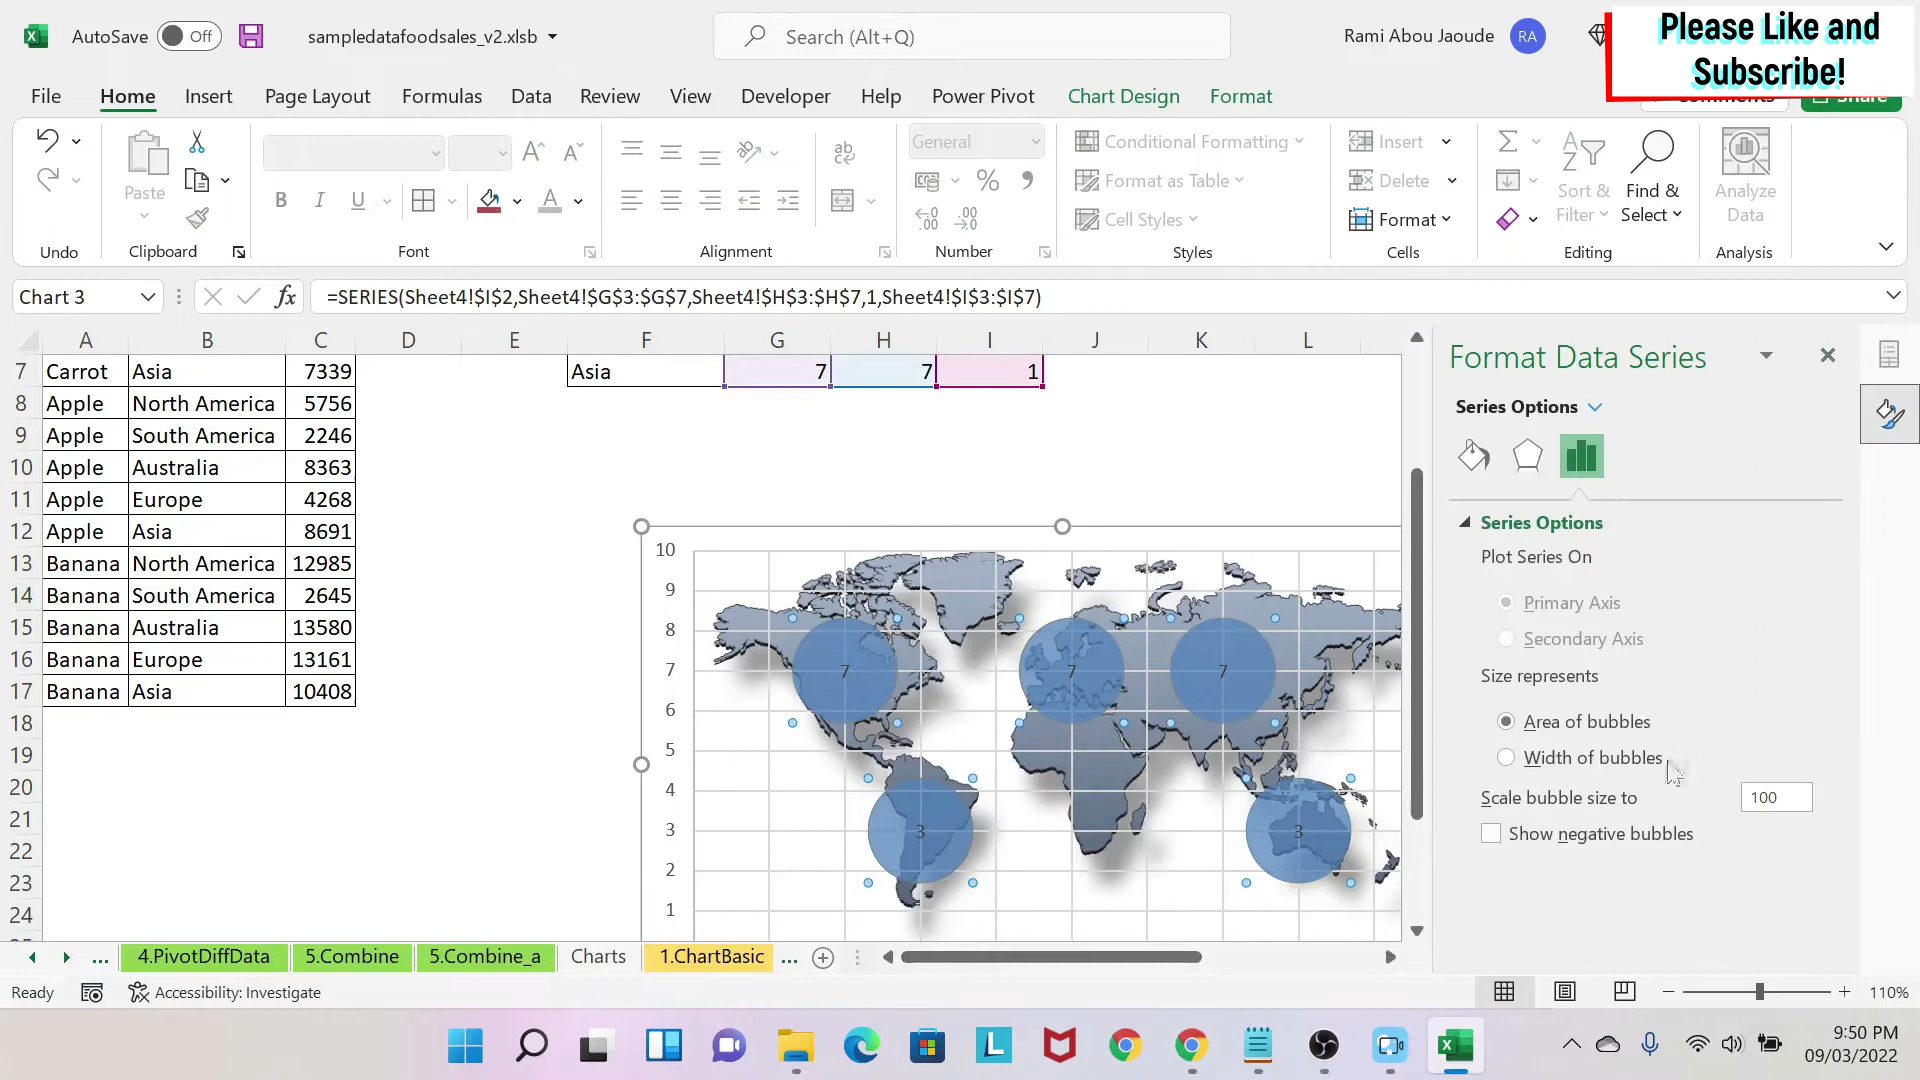 AutoSave Off sampledatafoodsales_v2.xlsb Search (Alt+Q) Rami Abou Jaoude RA
Please Like and
Subscribe!
File Home Insert Page Layout Formulas Data Review View Developer Help Power Pivot Chart Design Format Comments Share
Paste
General
ab
Conditional Formatting
Format as Table
Cell Styles
Insert
Delete
Format
Sort &
Filter
Find &
Select
Analyze
Data
B I U A
Undo Clipboard Font Alignment Number Styles Cells Editing Analysis
Chart 3 fx =SERIES(Sheet4!$I$2,Sheet4!$G$3:$G$7,Sheet4!$H$3:$H$7,1,Sheet4!$I$3:$I$7)
A B C D E F G H I J K L
7 Carrot Asia 7339 Asia 7 7 1
8 Apple North America 5756
9 Apple South America 2246
10 Apple Australia 8363
11 Apple Europe 4268
12 Apple Asia 8691
13 Banana North America 12985
14 Banana South America 2645
15 Banana Australia 13580
16 Banana Europe 13161
17 Banana Asia 10408
18
19
20
21
22
23
24
10
9
8
7
6
5
4
3
2
1
7 7 7
3 3
Format Data Series
Series Options
Series Options
Plot Series On
Primary Axis
Secondary Axis
Size represents
Area of bubbles
Width of bubbles
Scale bubble size to 100
Show negative bubbles
... 4.PivotDiffData 5.Combine 5.Combine_a Charts 1.ChartBasic ...
Ready Accessibility: Investigate 110%
L
9:50 PM
09/03/2022